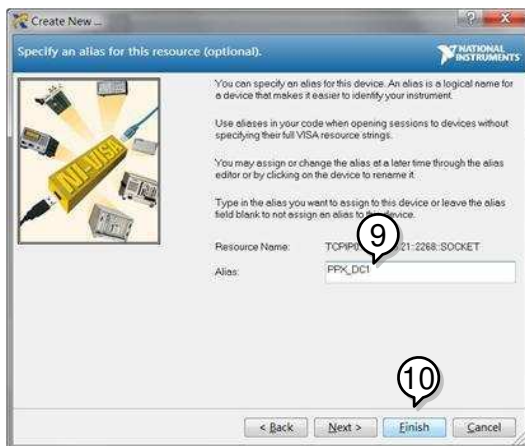 Create New ...
Specify an alias for this resource (optional).
NATIONAL
INSTRUMENTS
You can specify an alias for this device. An alias is a logical name for
a device that makes it easier to identify your instrument.
Use aliases in your code when opening sessions to devices without
specifying their full VISA resource strings.
You may assign or change the alias at a later time through the alias
editor or by clicking on the device to rename it.
Type in the alias you want to assign to this device or leave the alias
field blank to not assign an alias to this device.
NI-VISA
9
Resource Name: 21::2268::SOCKET
Alias: PPX_DC1
10
< Back Next > Finish Cancel